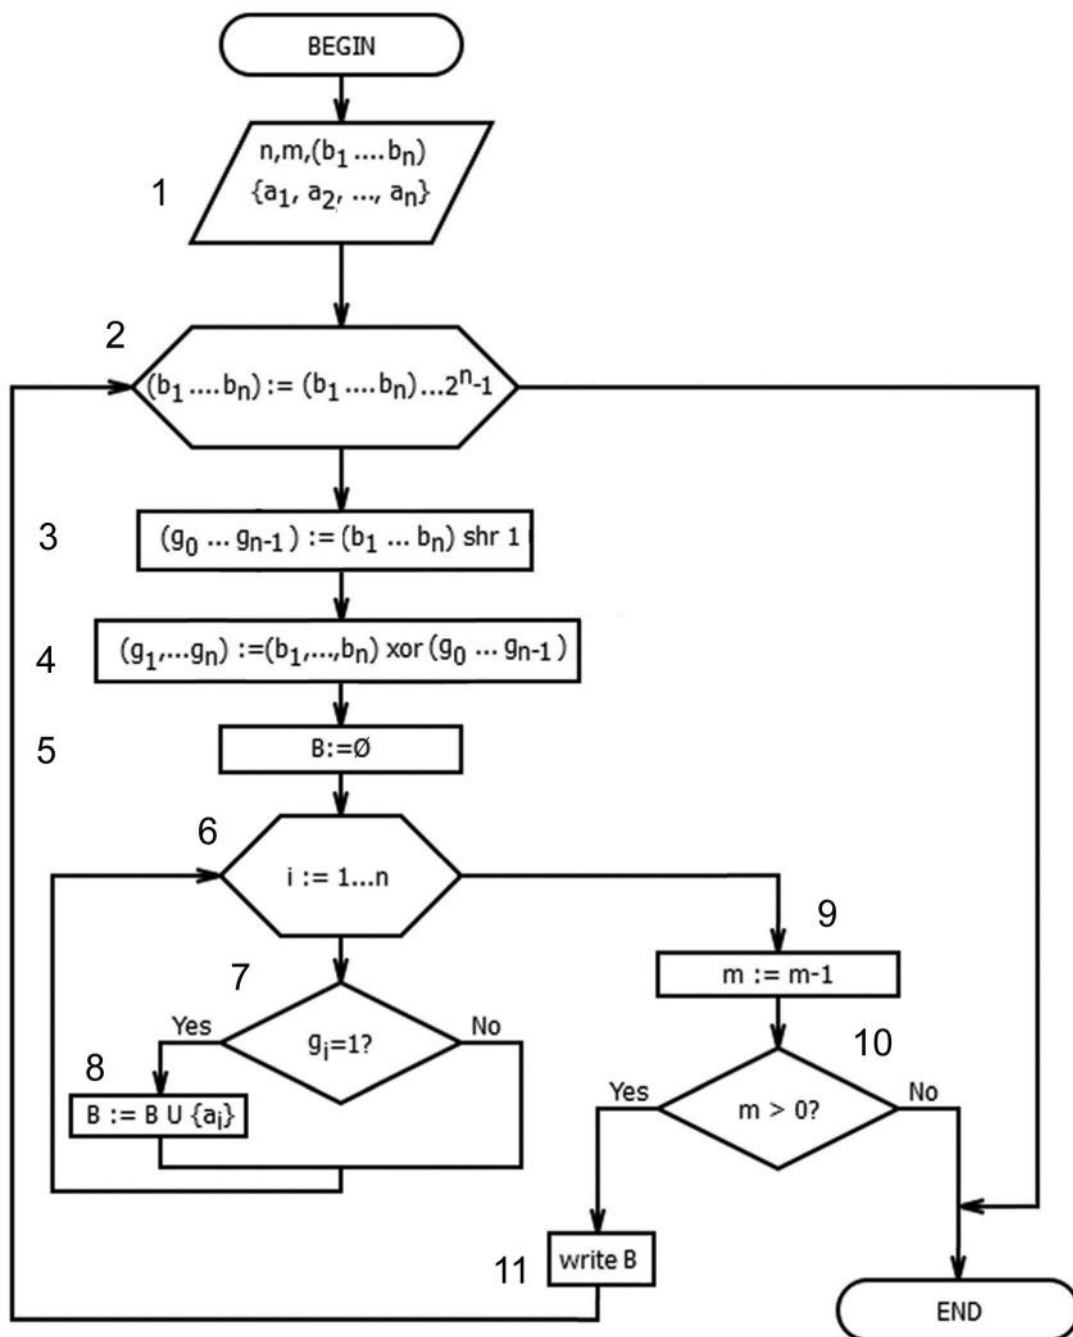 BEGIN
1
n,m,(b₁ ....bₙ)
{a₁, a₂, ..., aₙ}
2
(b₁ ....bₙ) := (b₁ ....bₙ)...2ⁿ-1
3
(g₀ ... gₙ₋₁) := (b₁ ... bₙ) shr 1
4
(g₁,...gₙ) :=(b₁,...,bₙ) xor (g₀ ... gₙ₋₁)
5
B:=Ø
6
i := 1...n
9
m := m-1
7
Yes
gᵢ=1?
No
10
8
B := B U {aᵢ}
Yes
m > 0?
No
11
write B
END